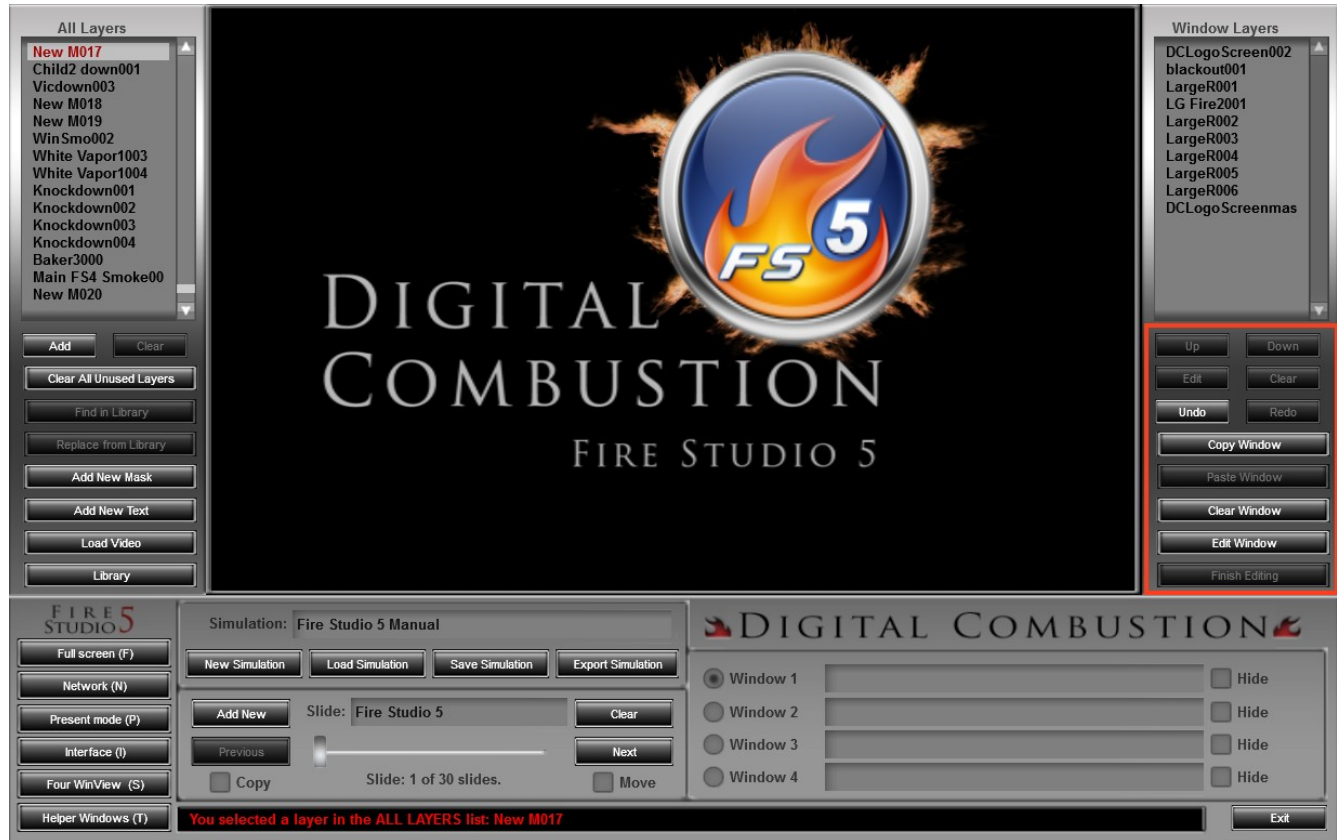 All Layers
New M017
Child2 down001
Vicdown003
New M018
New M019
WinSmo002
White Vapor1003
White Vapor1004
Knockdown001
Knockdown002
Knockdown003
Knockdown004
Baker3000
Main FS4 Smoke00
New M020
Add Clear
Clear All Unused Layers
Find in Library
Replace from Library
Add New Mask
Add New Text
Load Video
Library
FS 5
DIGITAL
COMBUSTION
FIRE STUDIO 5
Window Layers
DCLogoScreen002
blackout001
LargeR001
LG Fire2001
LargeR002
LargeR003
LargeR004
LargeR005
LargeR006
DCLogoScreenmas
Up Down
Edit Clear
Undo Redo
Copy Window
Paste Window
Clear Window
Edit Window
Finish Editing
FIRE
STUDIO 5
Full screen (F)
Network (N)
Present mode (P)
Interface (I)
Four WinView (S)
Helper Windows (T)
Simulation: Fire Studio 5 Manual
New Simulation Load Simulation Save Simulation Export Simulation
Add New Slide: Fire Studio 5 Clear
Previous Next
Copy Slide: 1 of 30 slides. Move
DIGITAL COMBUSTION
Window 1 Hide
Window 2 Hide
Window 3 Hide
Window 4 Hide
You selected a layer in the ALL LAYERS list: New M017
Exit